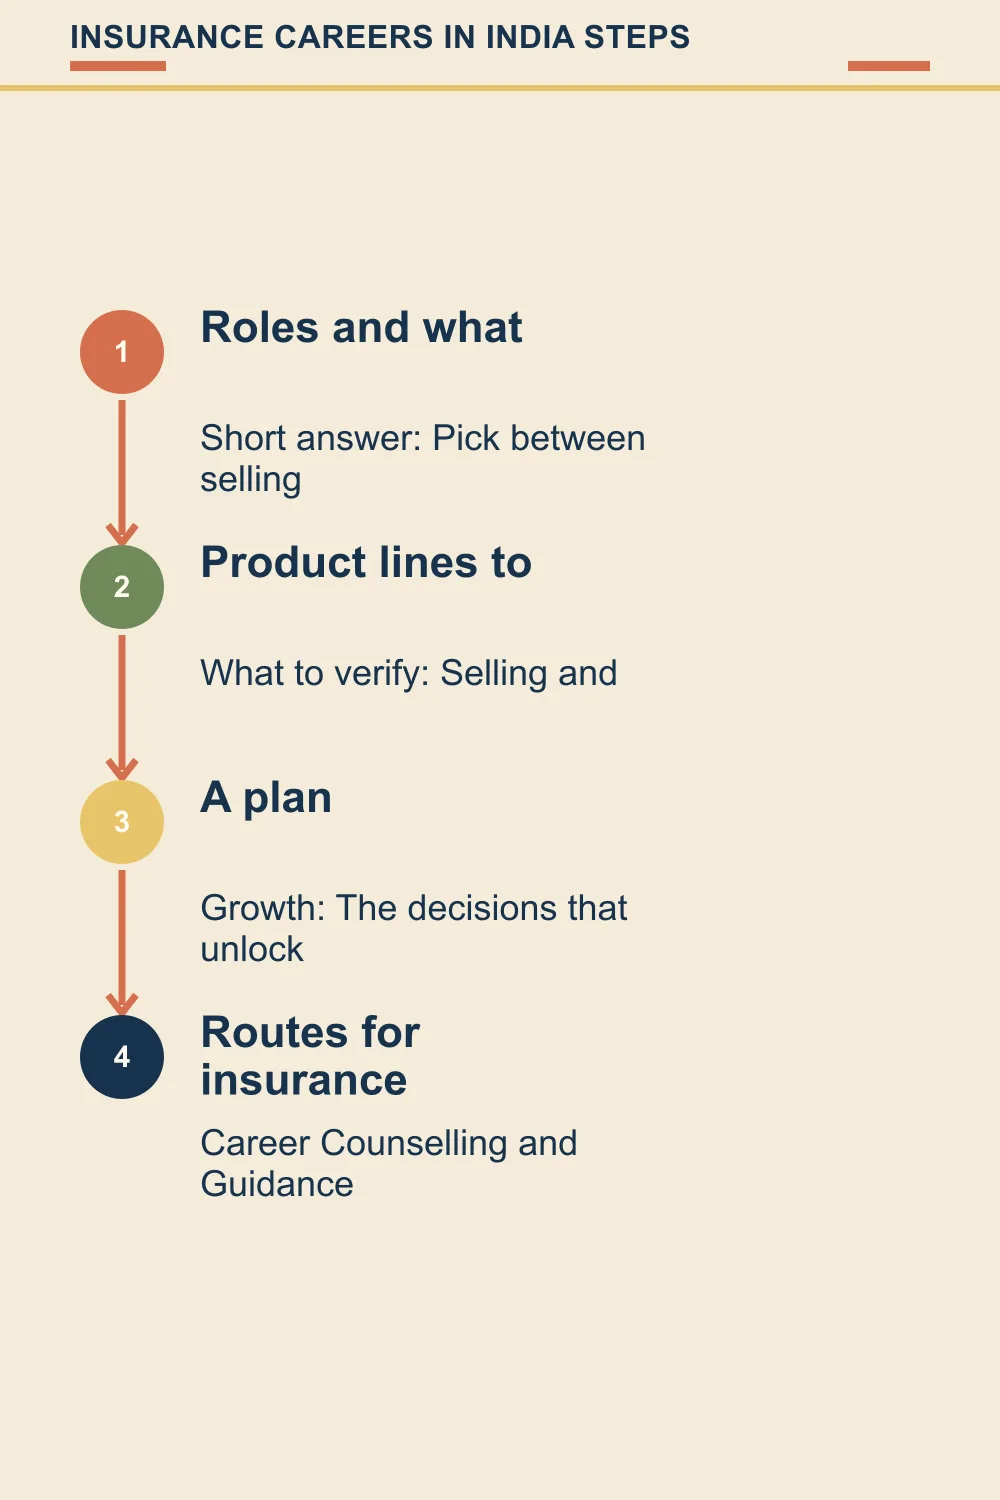 INSURANCE CAREERS IN INDIA STEPS
1
Roles and what
Short answer: Pick between
selling
2
Product lines to
What to verify: Selling and
3
A plan
Growth: The decisions that
unlock
4
Routes for
insurance
Career Counselling and
Guidance